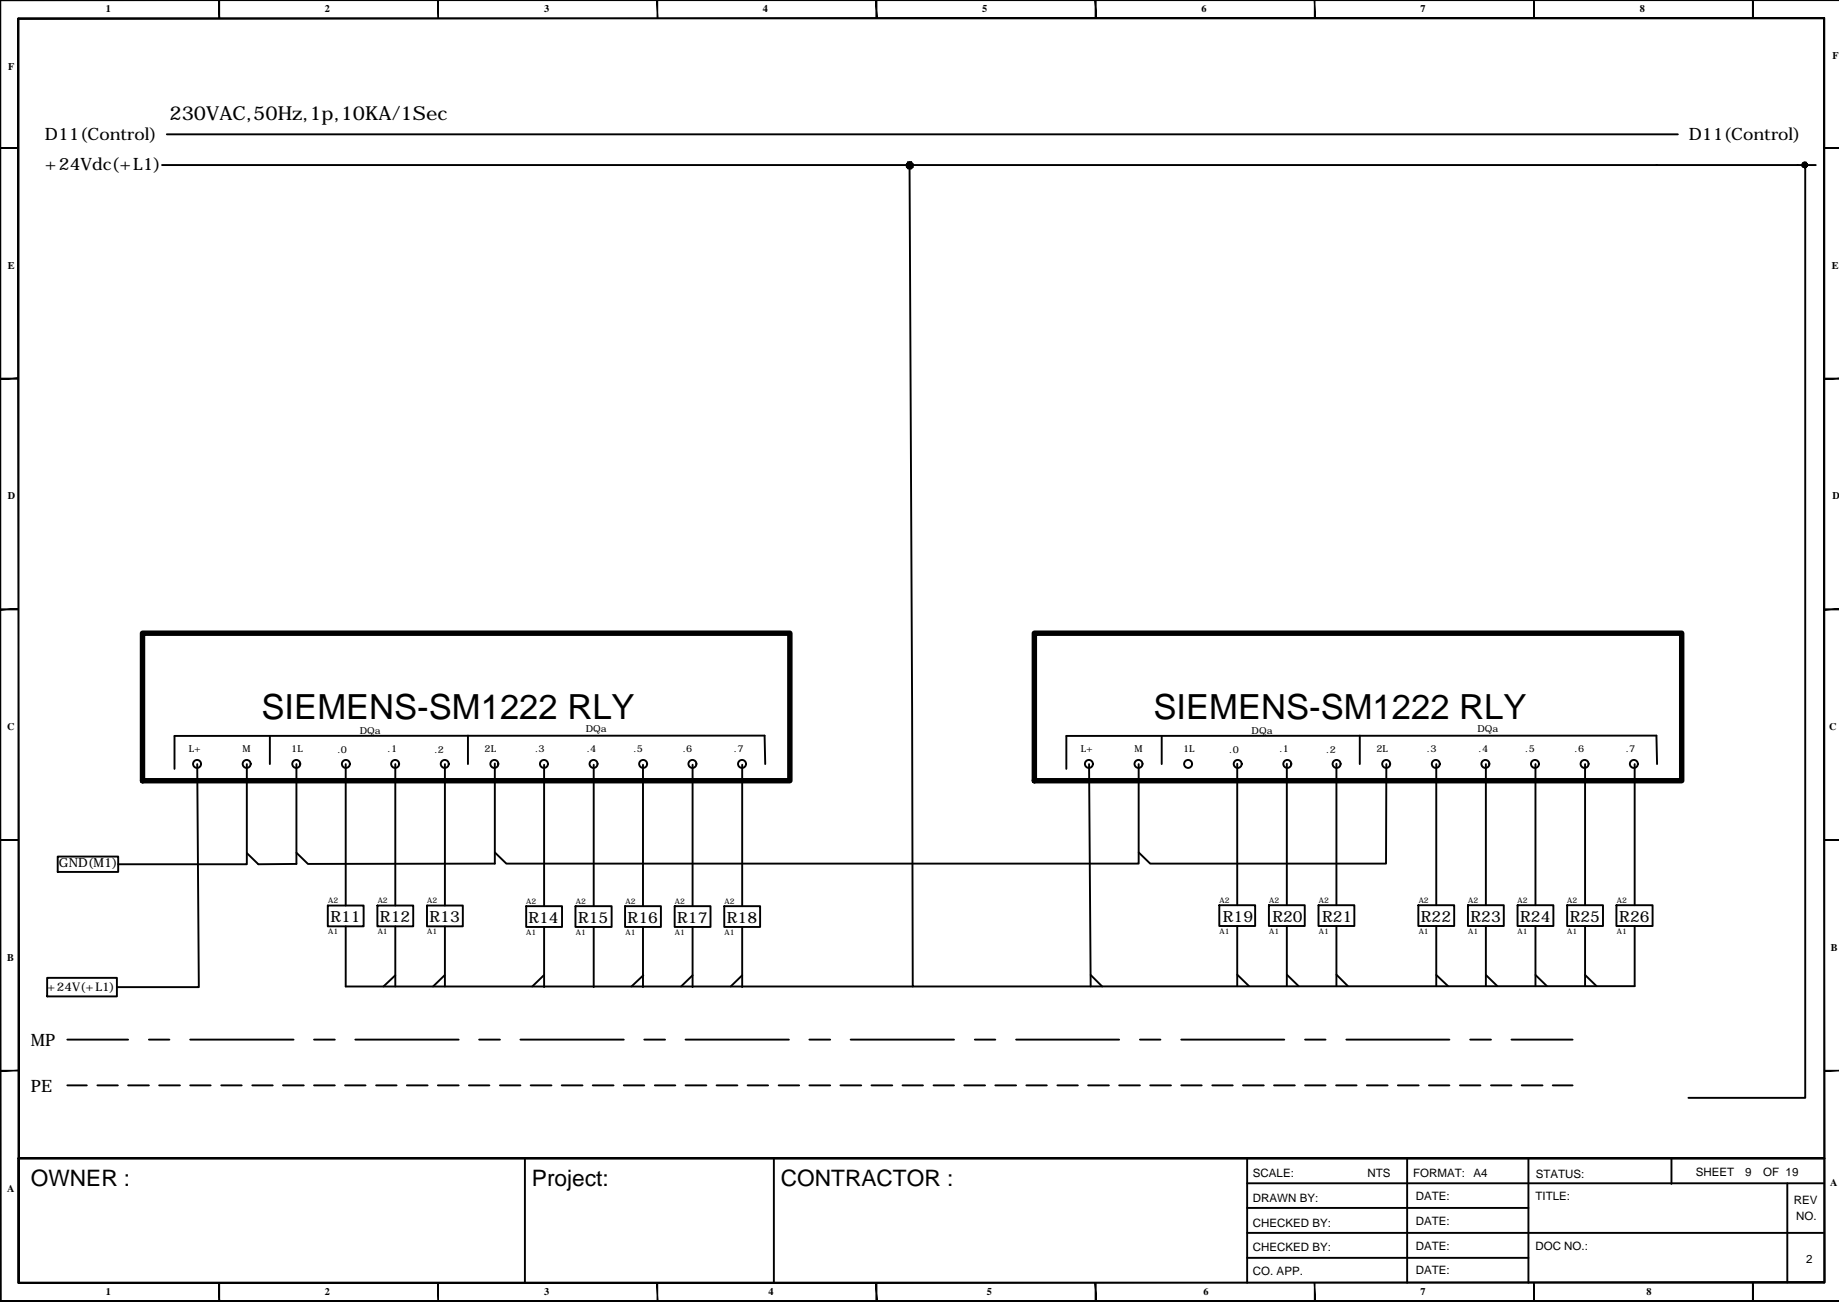 1 2 3 4 5 6 7 8
F F
230VAC,50Hz,1p,10KA/1Sec
D11(Control) D11(Control)
+24Vdc(+L1)
E E
D D
SIEMENS-SM1222 RLY SIEMENS-SM1222 RLY
C C
DQa DQa DQa DQa
L+ M 1L .0 .1 .2 2L .3 .4 .5 .6 .7 L+ M 1L .0 .1 .2 2L .3 .4 .5 .6 .7
GND(M1)
A2 A2 A2 A2 A2 A2 A2 A2 A2 A2 A2 A2 A2 A2 A2 A2
R11 R12 R13 R14 R15 R16 R17 R18 R19 R20 R21 R22 R23 R24 R25 R26
A1 A1 A1 A1 A1 A1 A1 A1 A1 A1 A1 A1 A1 A1 A1 A1
B B
+24V(+L1)
MP
PE
A A
OWNER : Project: CONTRACTOR :
SCALE: NTS FORMAT: A4 STATUS: SHEET 9 OF 19
DRAWN BY: DATE: TITLE: REV NO.
CHECKED BY: DATE:
CHECKED BY: DATE: DOC NO.: 2
CO. APP. DATE:
1 2 3 4 5 6 7 8